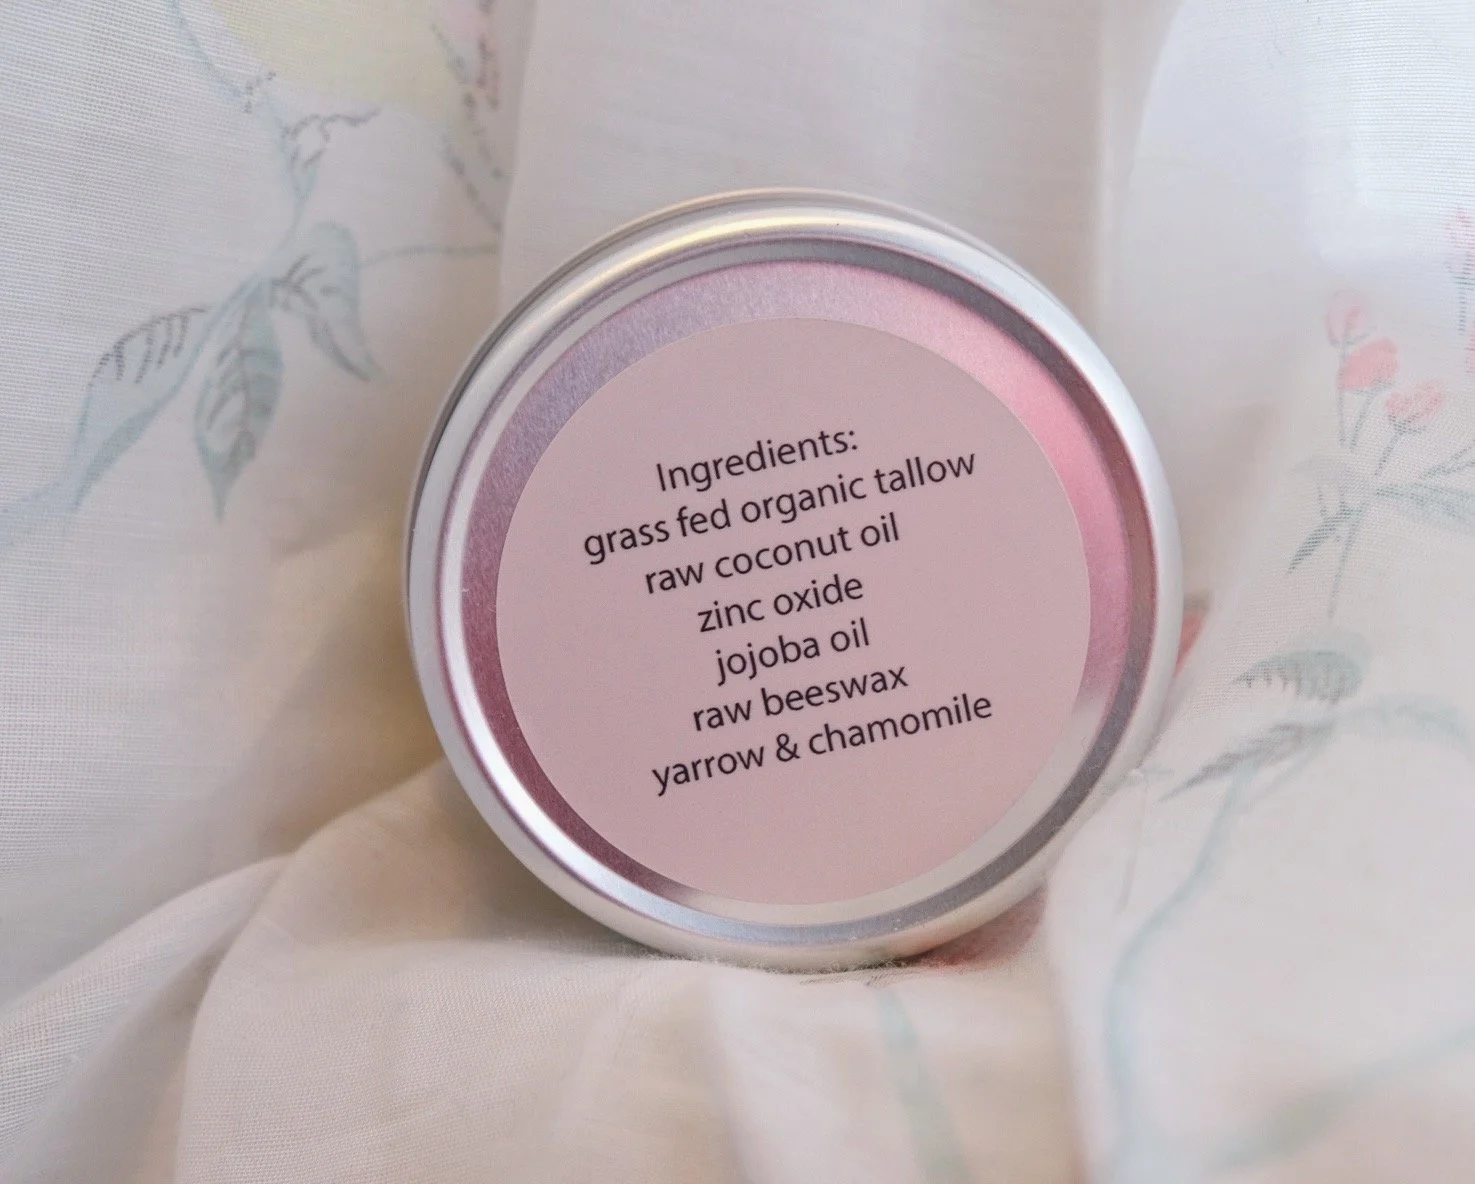 Ingredients:
grass fed organic tallow
raw coconut oil
zinc oxide
jojoba oil
raw beeswax
yarrow & chamomile